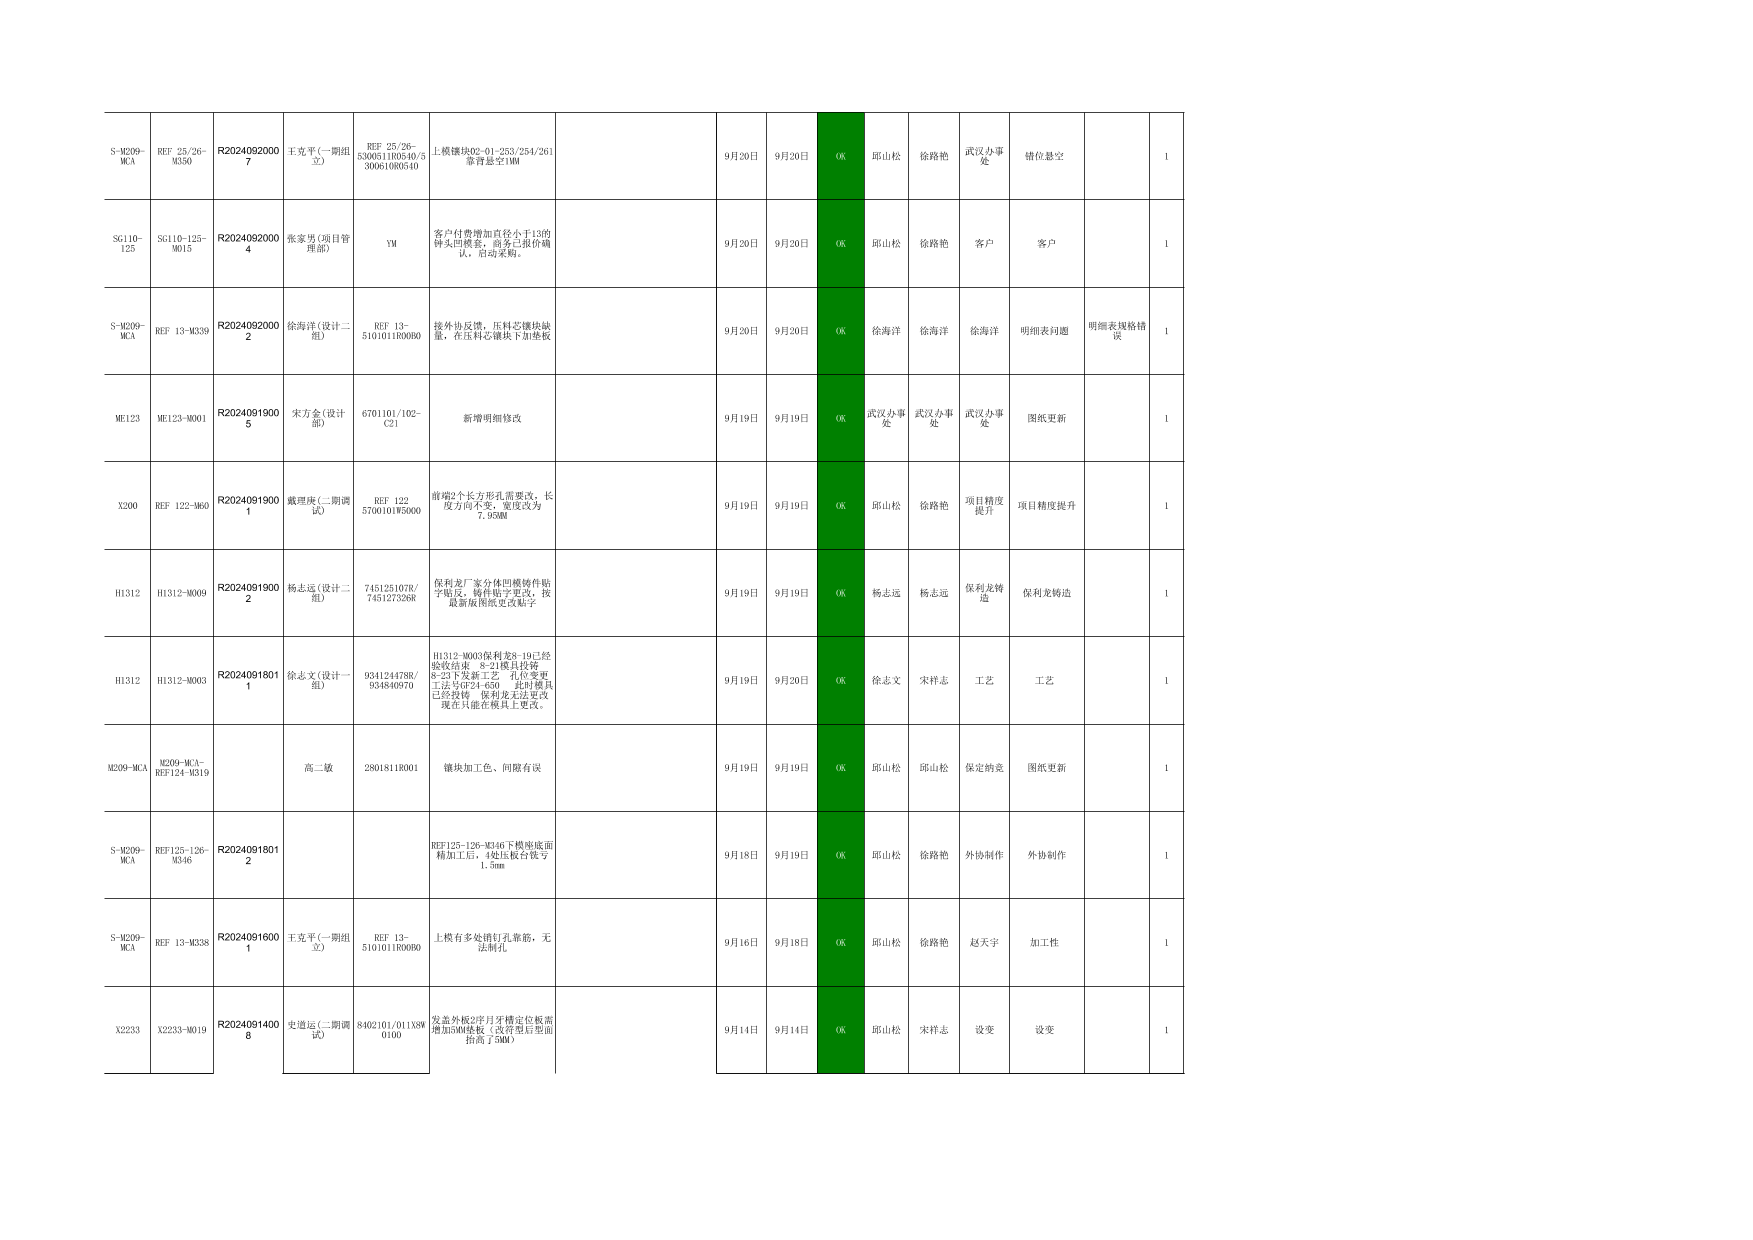 S-M209-
MCA
REF 25/26-
M350
R2024092000
7
王克平(一期组
立)
REF 25/26-
5300511R0540/5
300610R0540
上模镶块02-01-253/254/261
靠背悬空1MM
9月20日
9月20日
OK
邱山松
徐路艳
武汉办事
处
错位悬空
1
SG110-
125
SG110-125-
M015
R2024092000
4
张家男(项目管
理部)
YM
客户付费增加直径小于13的
钟头凹模套，商务已报价确
认，启动采购。
9月20日
9月20日
OK
邱山松
徐路艳
客户
客户
1
S-M209-
MCA
REF 13-M339
R2024092000
2
徐海洋(设计二
组)
REF 13-
5101011R00B0
接外协反馈，压料芯镶块缺
量，在压料芯镶块下加垫板
9月20日
9月20日
OK
徐海洋
徐海洋
徐海洋
明细表问题
明细表规格错
误
1
ME123
ME123-M001
R2024091900
5
宋方金(设计
部)
6701101/102-
C21
新增明细修改
9月19日
9月19日
OK
武汉办事
处
武汉办事
处
武汉办事
处
图纸更新
1
X200
REF 122-M60
R2024091900
1
戴理庚(二期调
试)
REF 122
5700101W5000
前端2个长方形孔需要改，长
度方向不变，宽度改为
7.95MM
9月19日
9月19日
OK
邱山松
徐路艳
项目精度
提升
项目精度提升
1
H1312
H1312-M009
R2024091900
2
杨志远(设计二
组)
745125107R/
745127326R
保利龙厂家分体凹模铸件贴
字贴反，铸件贴字更改，按
最新版图纸更改贴字
9月19日
9月19日
OK
杨志远
杨志远
保利龙铸
造
保利龙铸造
1
H1312
H1312-M003
R2024091801
1
徐志文(设计一
组)
934124478R/
934840970
H1312-M003保利龙8-19已经
验收结束 8-21模具投铸
8-23下发新工艺 孔位变更
工法号GF24-650 此时模具
已经投铸 保利龙无法更改
现在只能在模具上更改。
9月19日
9月20日
OK
徐志文
宋祥志
工艺
工艺
1
M209-MCA
M209-MCA-
REF124-M319
高二敏
2801811R001
镶块加工色、间隙有误
9月19日
9月19日
OK
邱山松
邱山松
保定纳竞
图纸更新
1
S-M209-
MCA
REF125-126-
M346
R2024091801
2
REF125-126-M346下模座底面
精加工后，4处压板台铣亏
1.5mm
9月18日
9月19日
OK
邱山松
徐路艳
外协制作
外协制作
1
S-M209-
MCA
REF 13-M338
R2024091600
1
王克平(一期组
立)
REF 13-
5101011R00B0
上模有多处销钉孔靠筋，无
法制孔
9月16日
9月18日
OK
邱山松
徐路艳
赵天宇
加工性
1
X2233
X2233-M019
R2024091400
8
史道运(二期调
试)
8402101/011X8W
0100
发盖外板2序月牙槽定位板需
增加5MM垫板（改符型后型面
抬高了5MM）
9月14日
9月14日
OK
邱山松
宋祥志
设变
设变
1